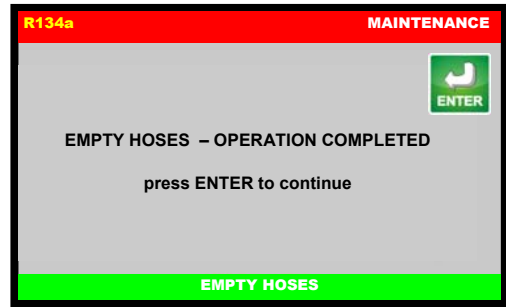 R134a MAINTENANCE
ENTER
EMPTY HOSES – OPERATION COMPLETED
press ENTER to continue
EMPTY HOSES